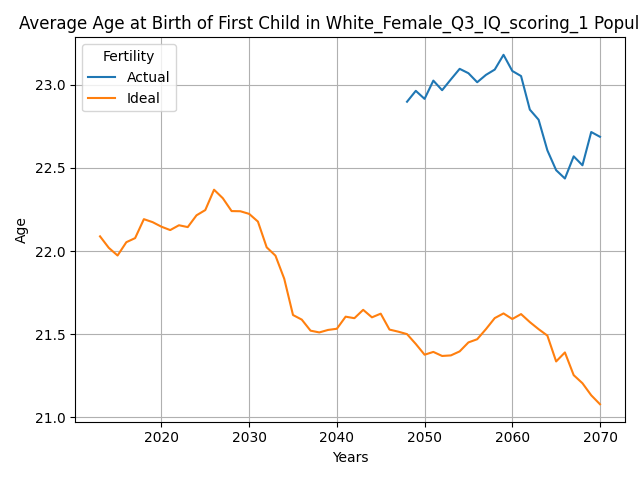 Average Age at Birth of First Child in White_Female_Q3_IQ_scoring_1 Popul
Fertility
Actual
Ideal
23.0
22.5
22.0
21.5
21.0
Age
2020 2030 2040 2050 2060 2070
Years